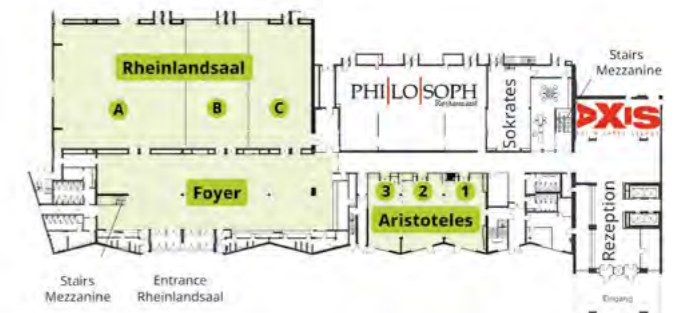 Rheinlandsaal
A
B
C
PHI|LO|SOPH
Restaurant
Sokrates
Stairs
Mezzanine
AXIS
Foyer
3
2
1
Aristoteles
Rezeption
Stairs
Mezzanine
Entrance
Rheinlandsaal
Eingang